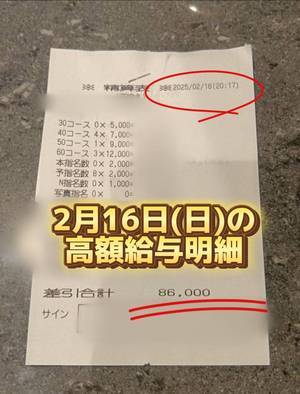 ※ 精算表 ※ 2025/02/16(20:17)
30コース 0× 5,000=
40コース 4× 7,000=
50コース 1× 9,000=
60コース 3×12,000=
本指名数 0× 2,000=
予指名数 8× 2,000=
N指名数 0× 1,000=
写真指名 0× 0=
2月16日(日)の
高額給与明細
差引合計 86,000
サイン